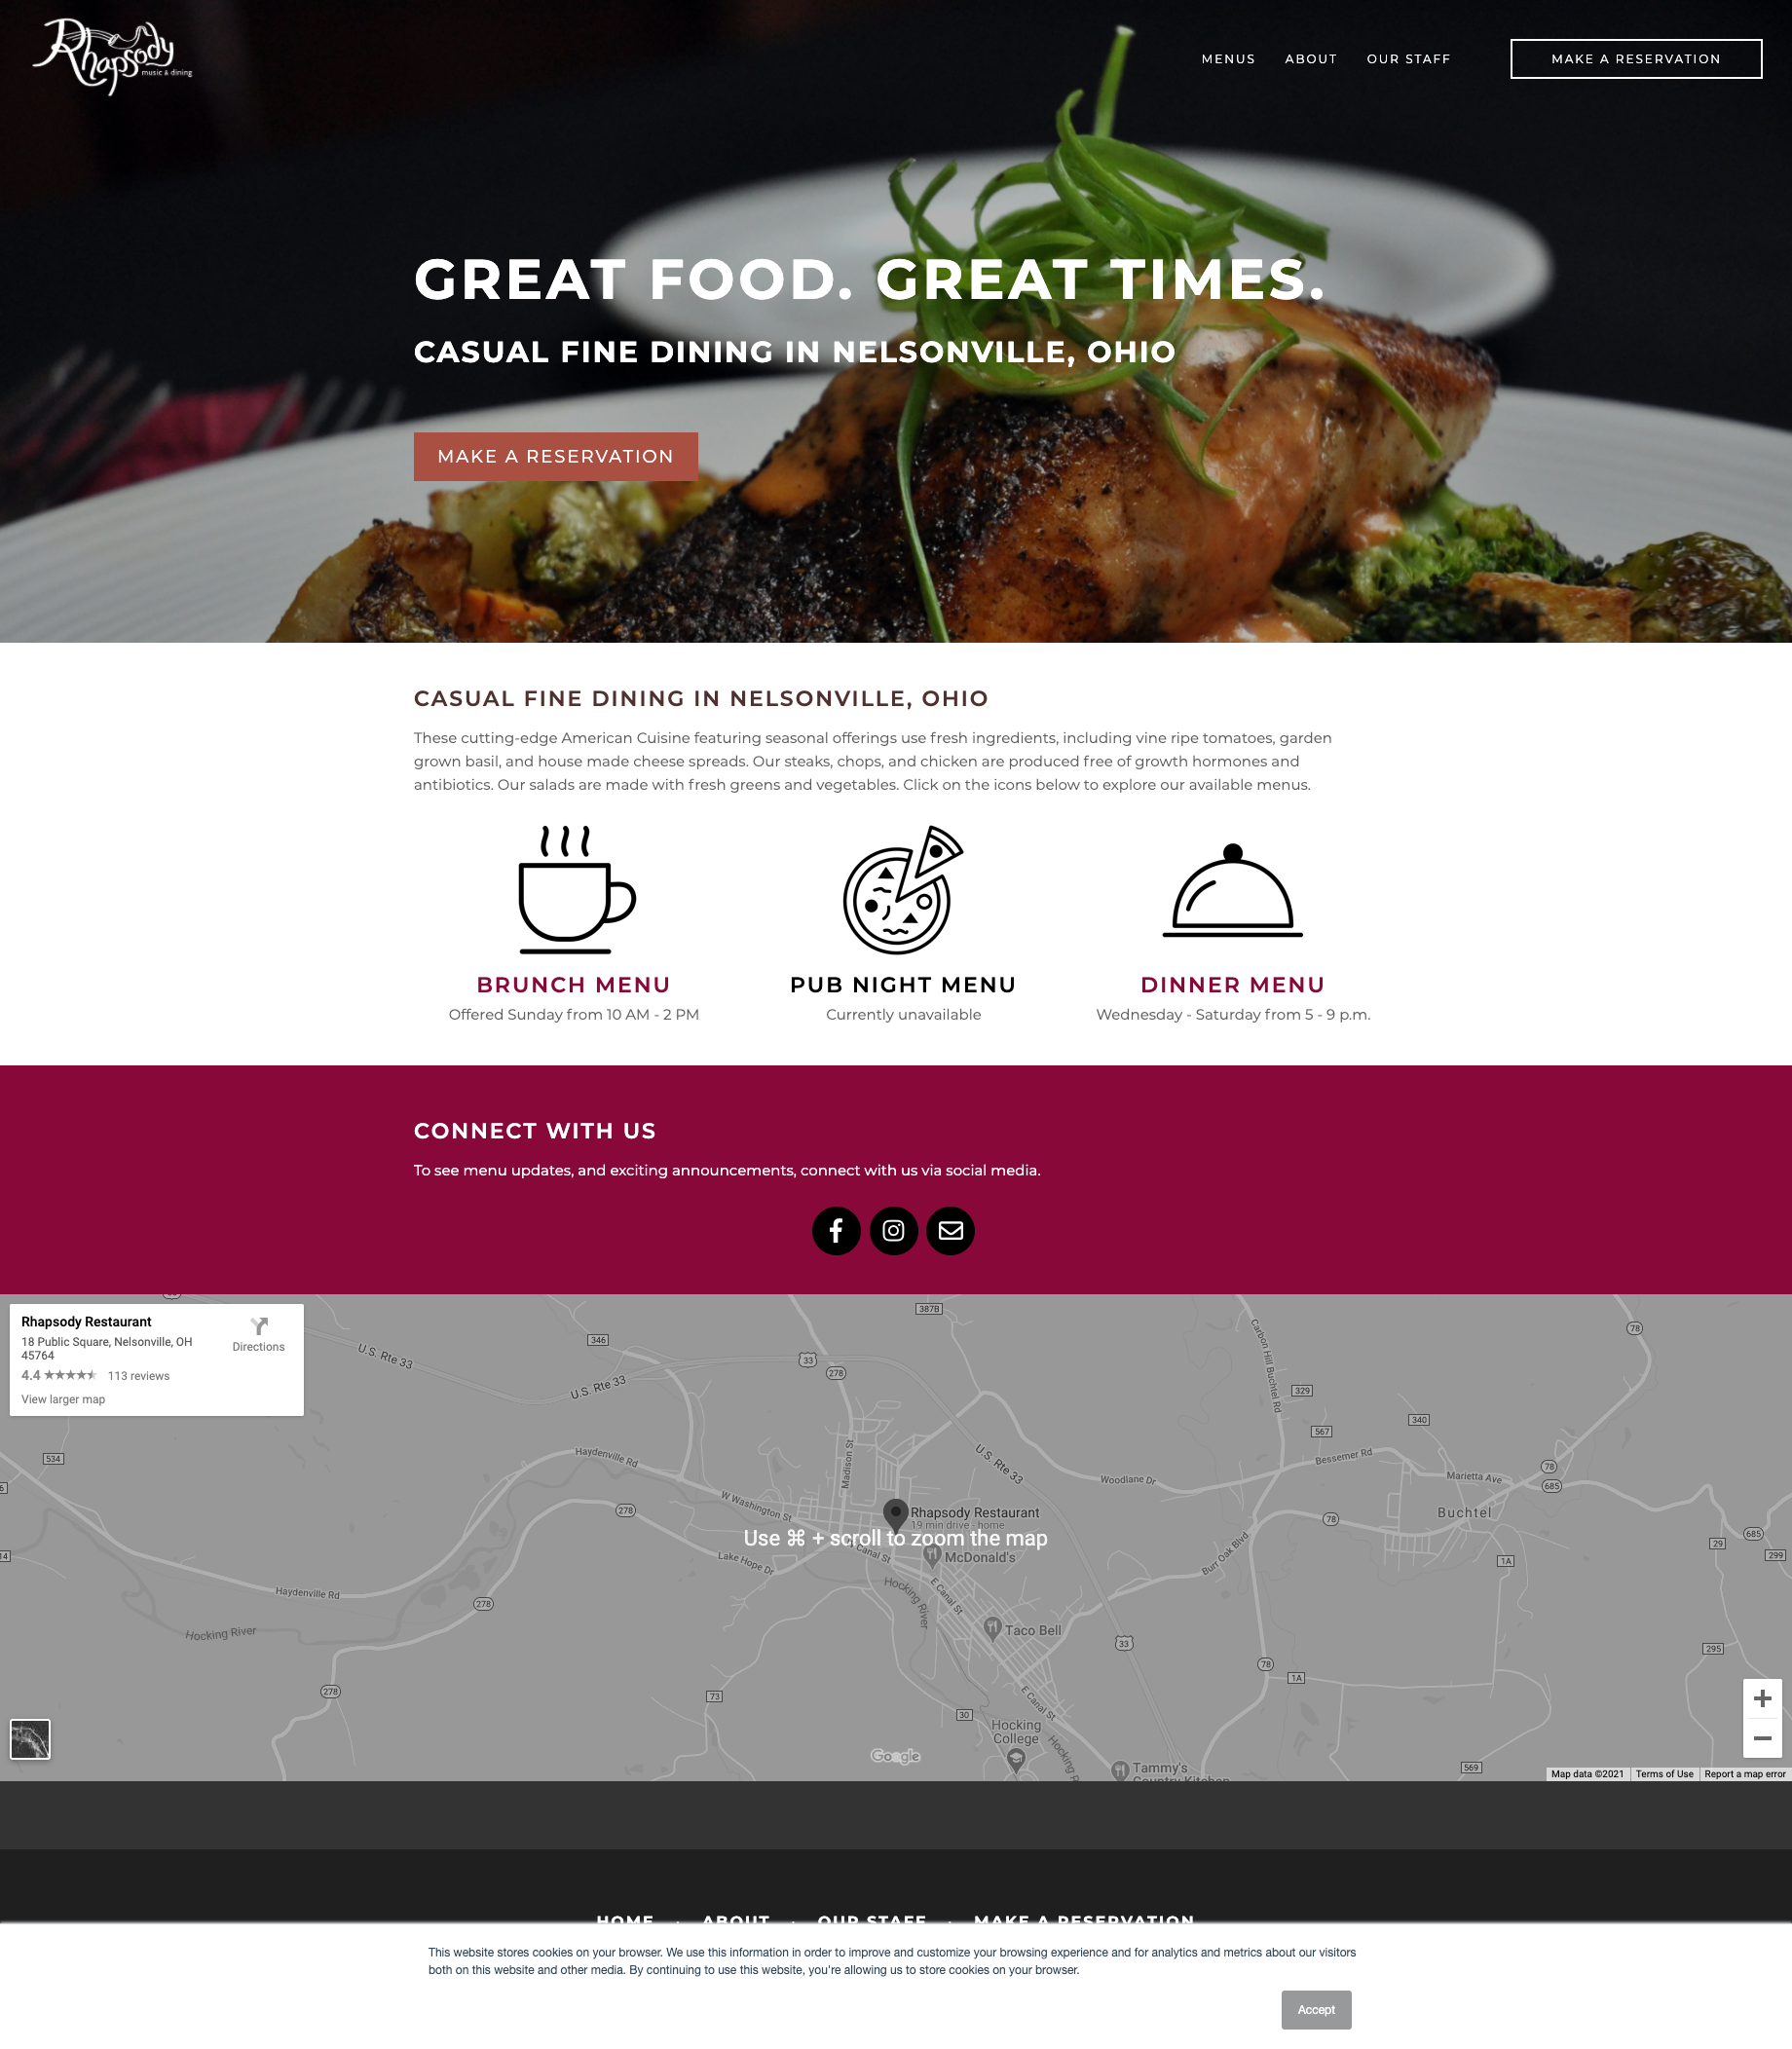 Rhapsody
music & dining
MENUS ABOUT OUR STAFF MAKE A RESERVATION
GREAT FOOD. GREAT TIMES.
CASUAL FINE DINING IN NELSONVILLE, OHIO
MAKE A RESERVATION
CASUAL FINE DINING IN NELSONVILLE, OHIO
These cutting-edge American Cuisine featuring seasonal offerings use fresh ingredients, including vine ripe tomatoes, garden
grown basil, and house made cheese spreads. Our steaks, chops, and chicken are produced free of growth hormones and
antibiotics. Our salads are made with fresh greens and vegetables. Click on the icons below to explore our available menus.
BRUNCH MENU
Offered Sunday from 10 AM - 2 PM
PUB NIGHT MENU
Currently unavailable
DINNER MENU
Wednesday - Saturday from 5 - 9 p.m.
CONNECT WITH US
To see menu updates, and exciting announcements, connect with us via social media.
Rhapsody Restaurant
18 Public Square, Nelsonville, OH
45764
4.4 113 reviews
View larger map
Directions
387B
78
346
U.S. Rte 33
33
278
U.S. Rte 33
Carbon Hill Buchtel Rd
329
340
567
534
Haydenville Rd
Madison St
U.S. Rte 33
Bessemer Rd
Woodlane Dr
Marietta Ave
78
685
W Washington St
278
Rhapsody Restaurant
19 min drive - home
Buchtel
78
685
Use ⌘ + scroll to zoom the map
Canal St
McDonald's
Lake Hope Dr
Burr Oak Blvd
29
299
14
1A
Haydenville Rd
278
Hocking River
E Canal St
Hocking River
Taco Bell
33
295
78
1A
278
73
E Canal St
30
Hocking
College
Hocking R
Tammy's
Country Kitchen
569
Google
Map data ©2021 Terms of Use Report a map error
HOME · ABOUT · OUR STAFF · MAKE A RESERVATION
This website stores cookies on your browser. We use this information in order to improve and customize your browsing experience and for analytics and metrics about our visitors
both on this website and other media. By continuing to use this website, you're allowing us to store cookies on your browser.
Accept